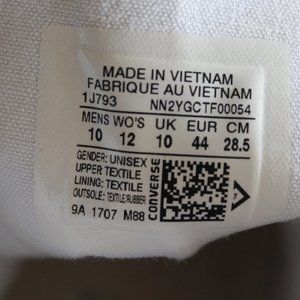 MADE IN VIETNAM
FABRIQUE AU VIETNAM
1J793 NN2YGCTF00054
MENS WO'S UK EUR CM
10 12 10 44 28.5
GENDER: UNISEX
UPPER TEXTILE
LINING: TEXTILE
OUTSOLE: TEXTILE/RUBBER
CONVERSE
9A 1707 M88